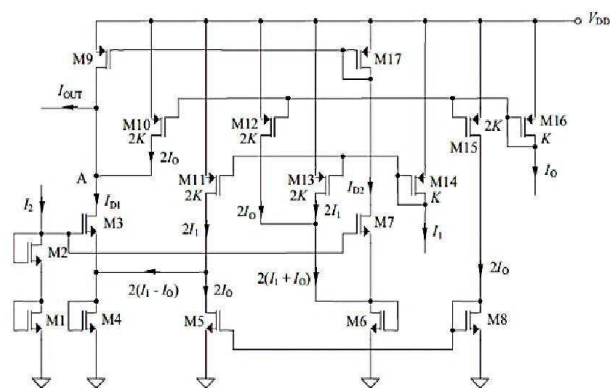 V_DD
M9
M17
I_OUT
M10
2K
M12
2K
2K
M15
M16
K
2I_O
I_O
A
M11
2K
M13
2K
I_D2
M14
K
I_2
I_D1
M3
2I_1
2I_O
2I_1
M7
I_1
M2
2I_O
2(I_1 - I_O)
2I_O
2(I_1 + I_O)
M1
M4
M5
M6
M8